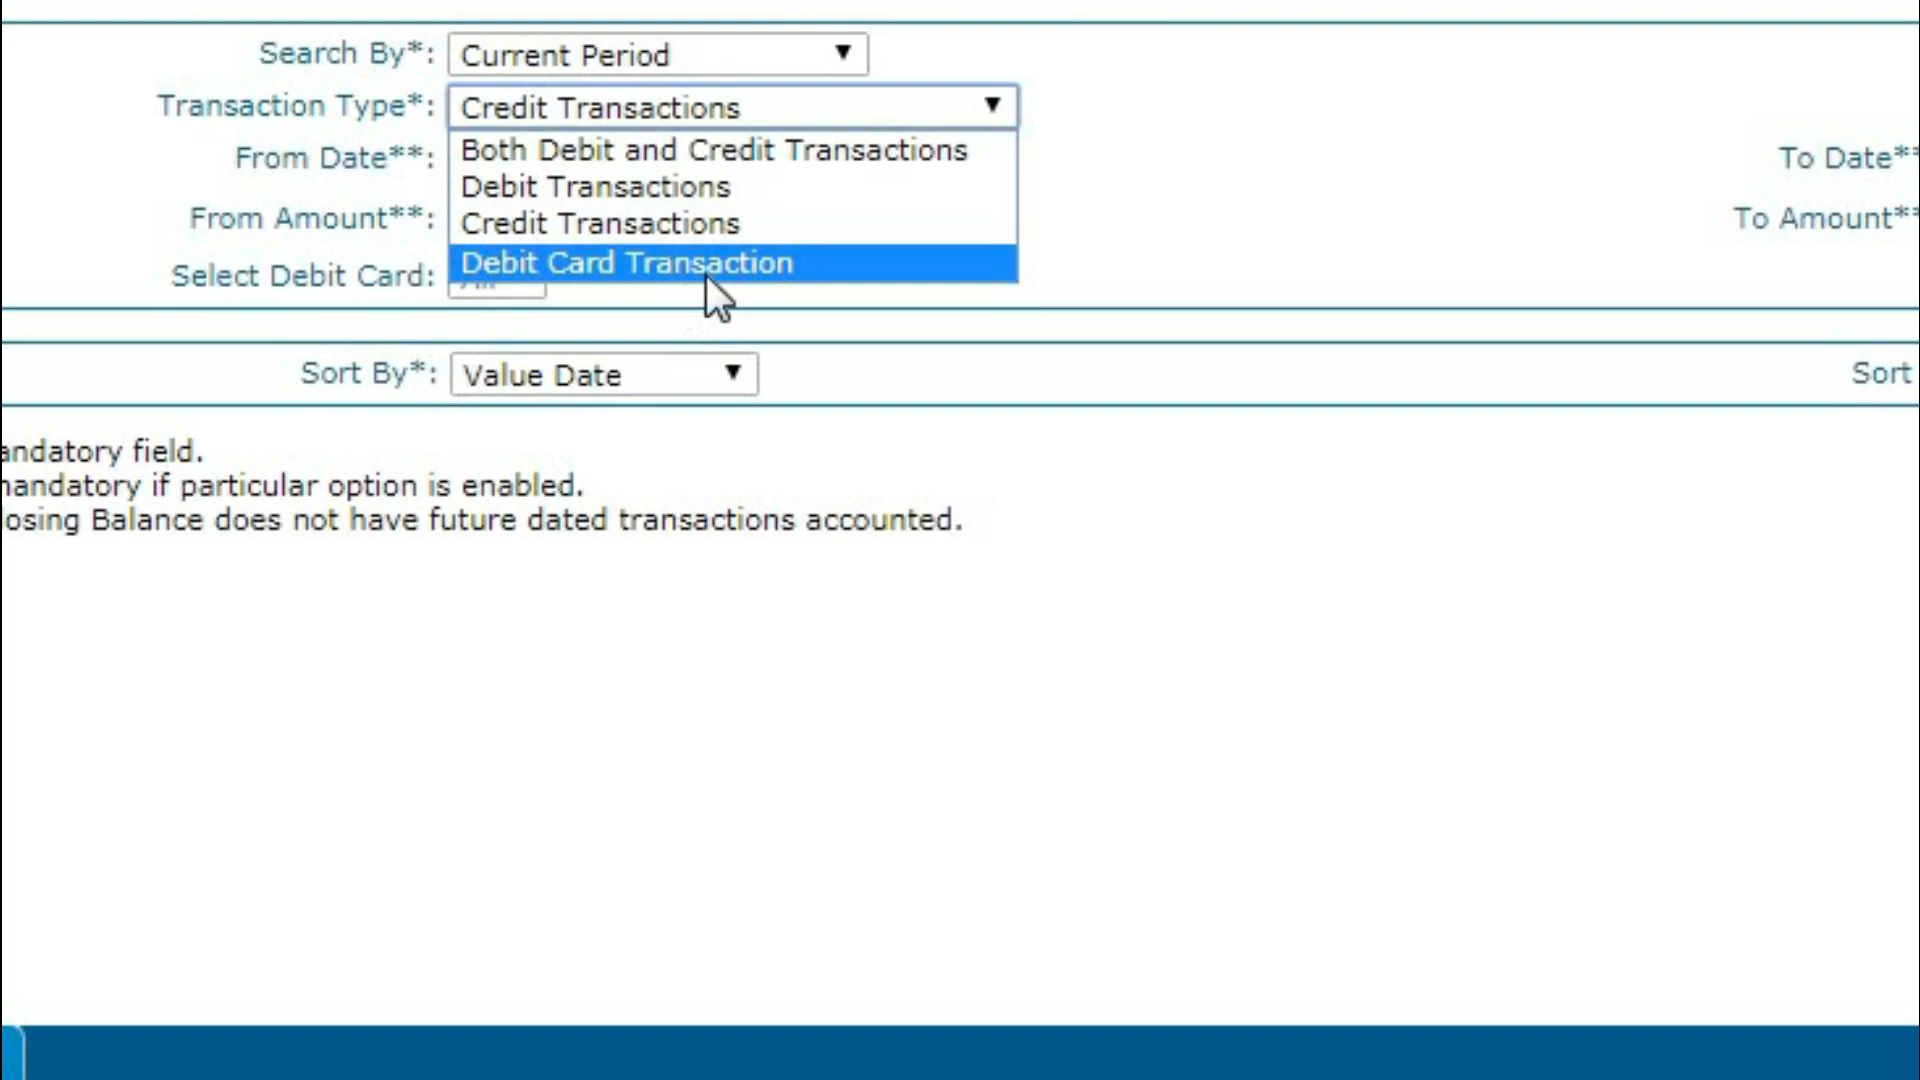 Search By*: Current Period
Transaction Type*: Credit Transactions
Both Debit and Credit Transactions
From Date**: To Date**
Debit Transactions
From Amount**: Credit Transactions To Amount**
Select Debit Card: Debit Card Transaction
Sort By*: Value Date Sort
andatory field.
mandatory if particular option is enabled.
losing Balance does not have future dated transactions accounted.